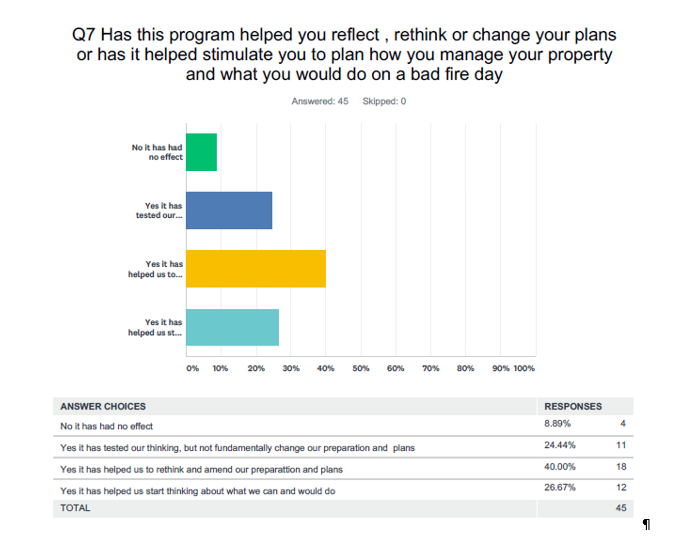 Q7 Has this program helped you reflect , rethink or change your plans
or has it helped stimulate you to plan how you manage your property
and what you would do on a bad fire day
Answered: 45 Skipped: 0
No it has had
no effect
Yes it has
tested our...
Yes it has
helped us to...
Yes it has
helped us st...
0% 10% 20% 30% 40% 50% 60% 70% 80% 90% 100%
ANSWER CHOICES RESPONSES
No it has had no effect 8.89% 4
Yes it has tested our thinking, but not fundamentally change our preparation and plans 24.44% 11
Yes it has helped us to rethink and amend our preparattion and plans 40.00% 18
Yes it has helped us start thinking about what we can and would do 26.67% 12
TOTAL 45
¶